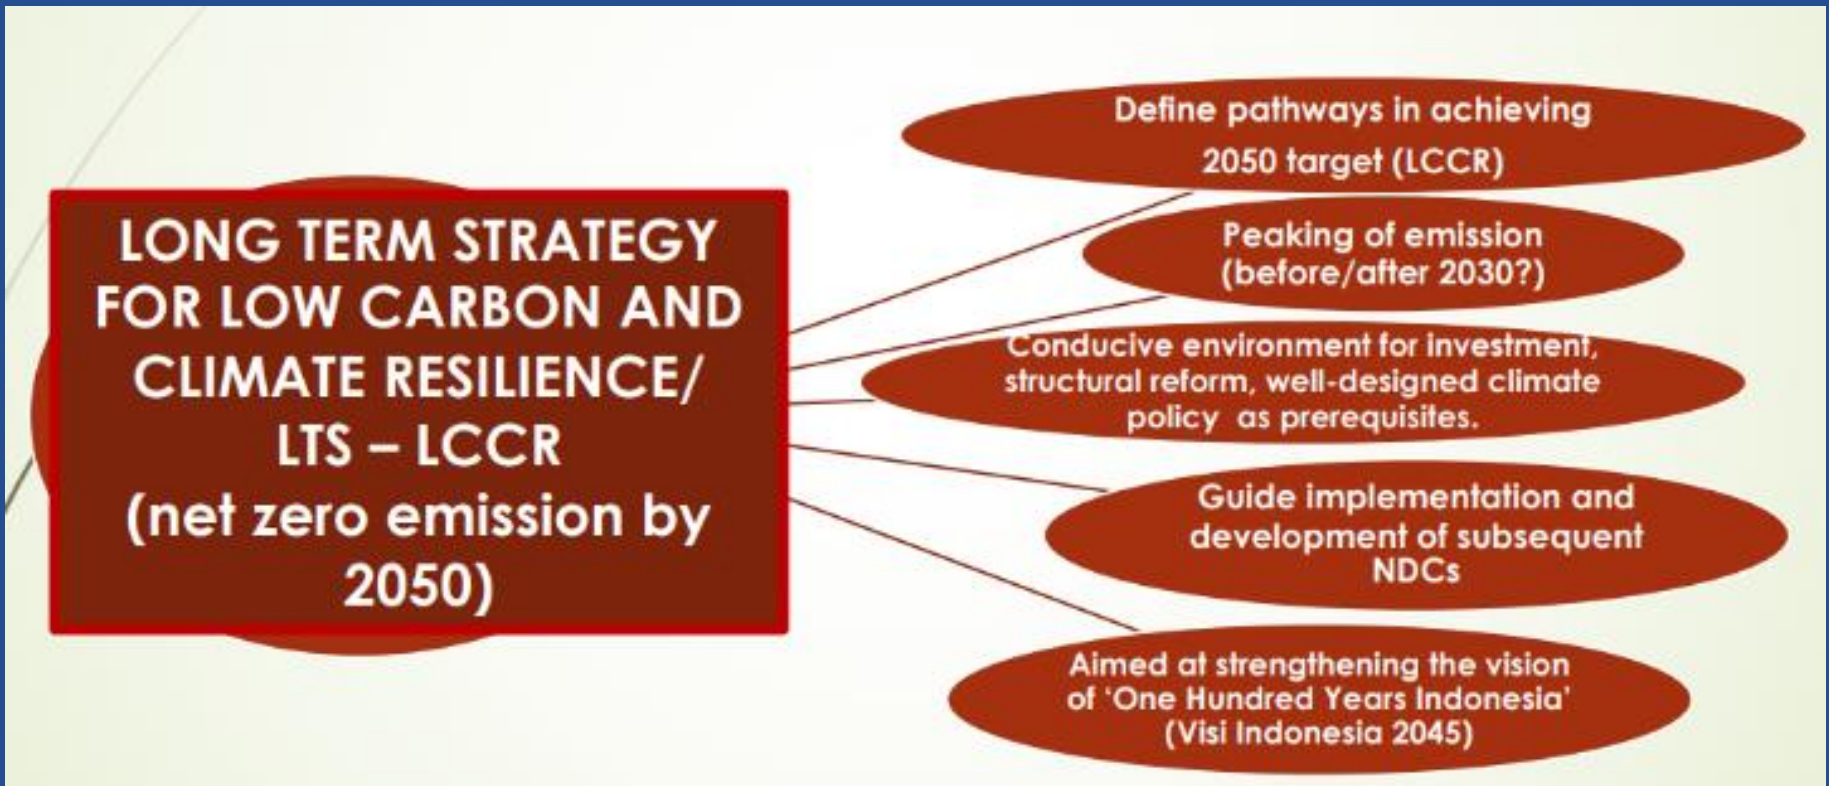 LONG TERM STRATEGY
FOR LOW CARBON AND
CLIMATE RESILIENCE/
LTS – LCCR
(net zero emission by
2050)
Define pathways in achieving
2050 target (LCCR)
Peaking of emission
(before/after 2030?)
Conducive environment for investment,
structural reform, well-designed climate
policy as prerequisites.
Guide implementation and
development of subsequent
NDCs
Aimed at strengthening the vision
of ‘One Hundred Years Indonesia’
(Visi Indonesia 2045)